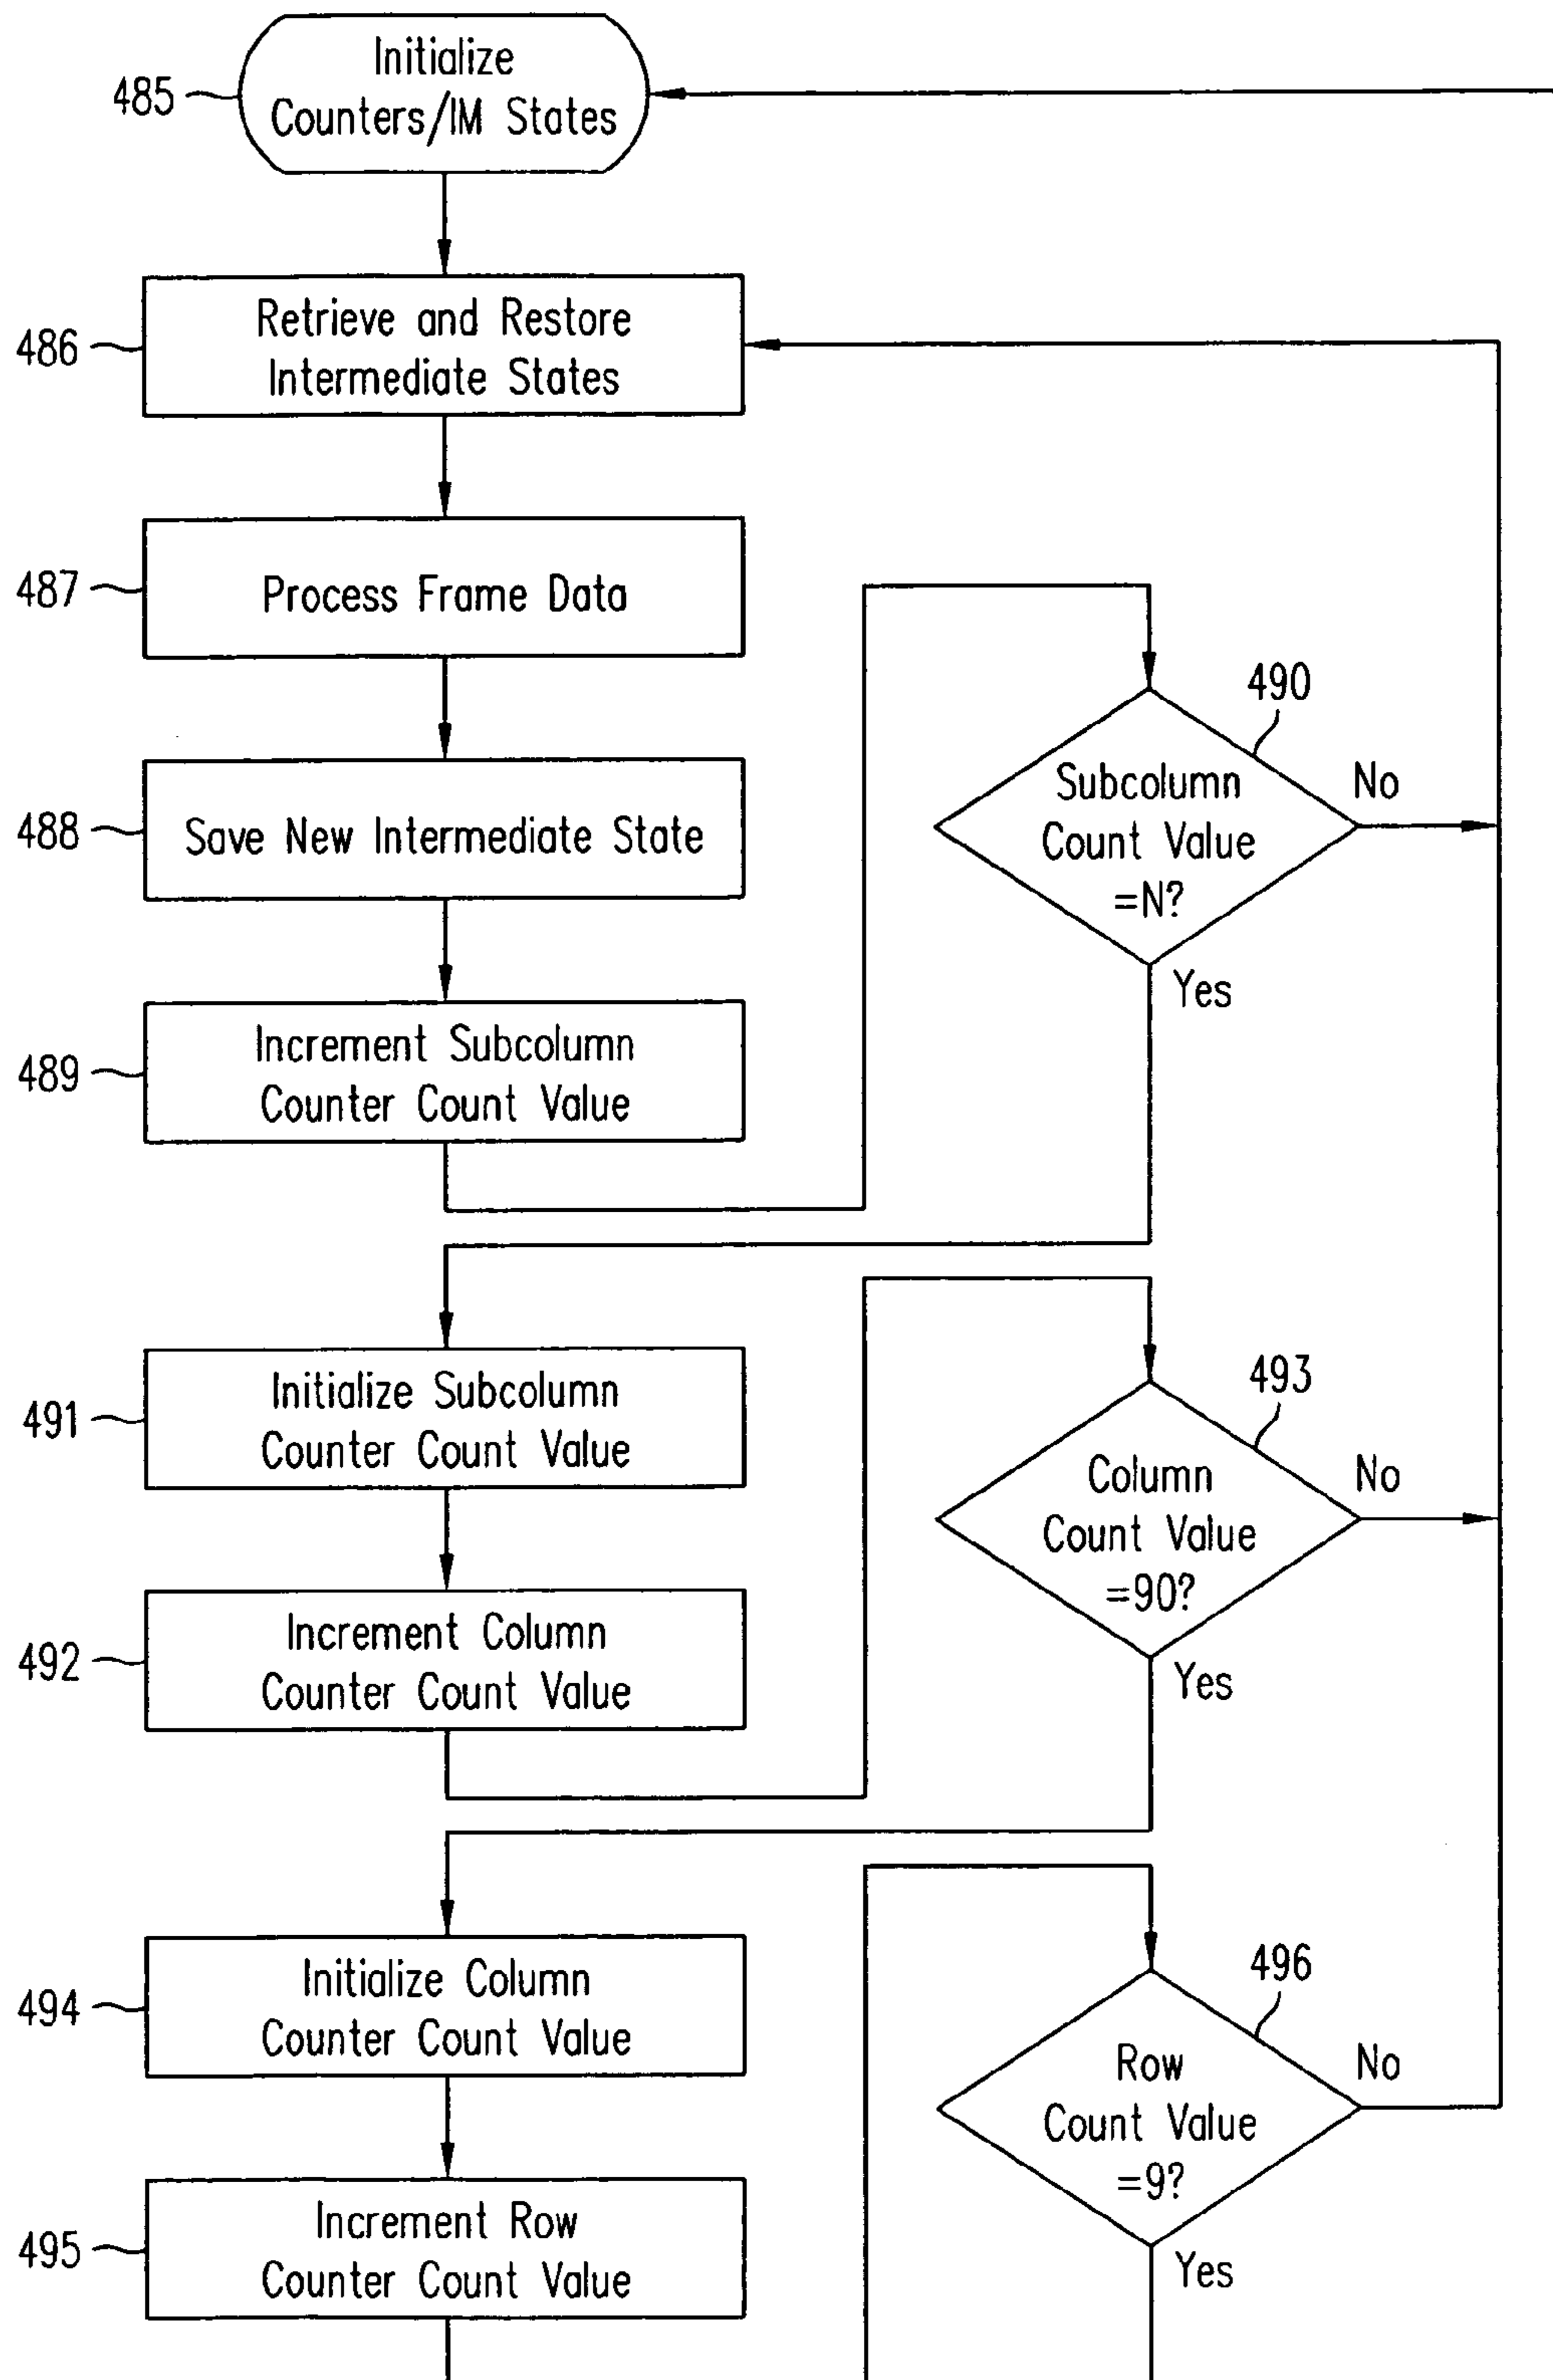 Initialize
Counters/IM States
485
Retrieve and Restore
Intermediate States
486
Process Frame Data
487
490
Subcolumn
Count Value
=N?
No
Yes
Save New Intermediate State
488
Increment Subcolumn
Counter Count Value
489
Initialize Subcolumn
Counter Count Value
491
493
Column
Count Value
=90?
No
Yes
Increment Column
Counter Count Value
492
Initialize Column
Counter Count Value
494
496
Row
Count Value
=9?
No
Yes
Increment Row
Counter Count Value
495